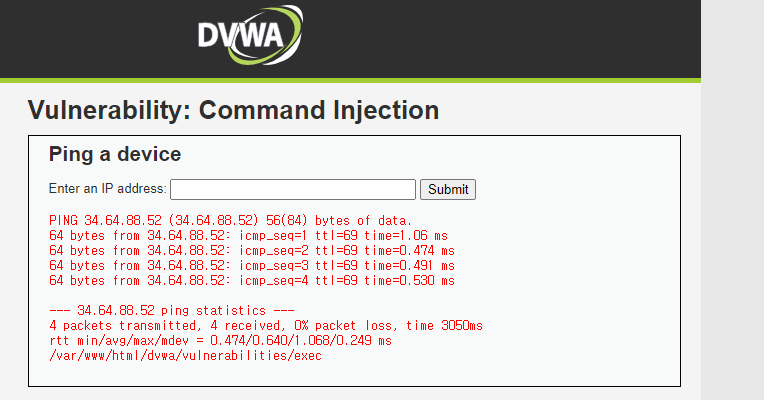 DVWA
Vulnerability: Command Injection
Ping a device
Enter an IP address:
Submit
PING 34.64.88.52 (34.64.88.52) 56(84) bytes of data.
64 bytes from 34.64.88.52: icmp_seq=1 ttl=69 time=1.06 ms
64 bytes from 34.64.88.52: icmp_seq=2 ttl=69 time=0.474 ms
64 bytes from 34.64.88.52: icmp_seq=3 ttl=69 time=0.491 ms
64 bytes from 34.64.88.52: icmp_seq=4 ttl=69 time=0.530 ms
--- 34.64.88.52 ping statistics ---
4 packets transmitted, 4 received, 0% packet loss, time 3050ms
rtt min/avg/max/mdev = 0.474/0.640/1.068/0.249 ms
/var/www/html/dvwa/vulnerabilities/exec